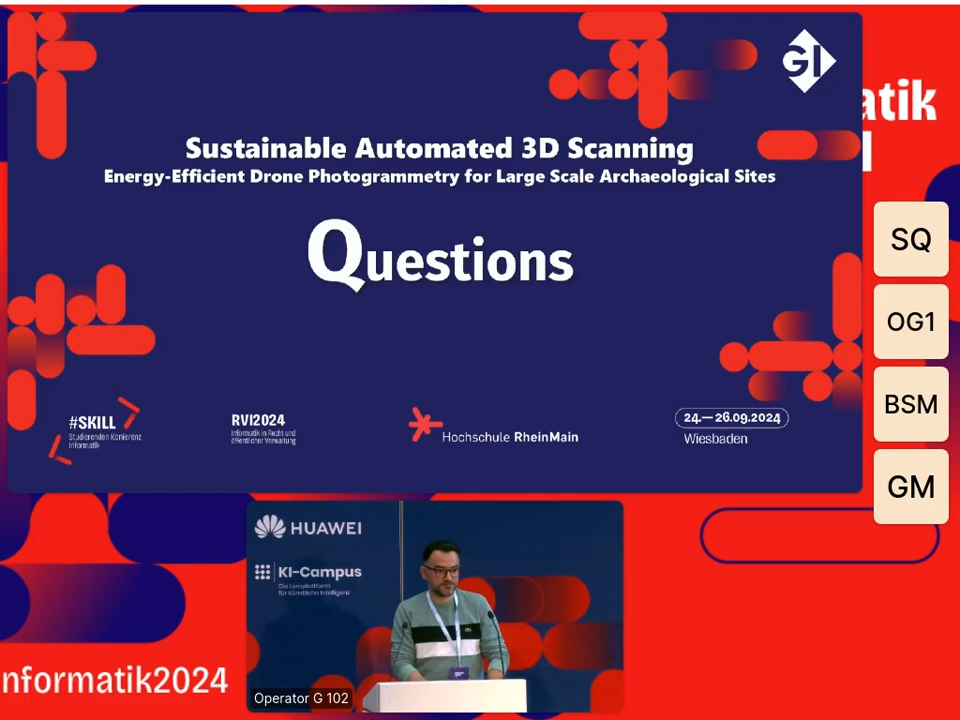 GI
atik
Sustainable Automated 3D Scanning
Energy-Efficient Drone Photogrammetry for Large Scale Archaeological Sites
Questions
SQ
OG1
BSM
GM
#SKILL
Studierenden Konferenz
Informatik
RVI2024
Informatik in Recht und
öffentlicher Verwaltung
Hochschule RheinMain
24.—26.09.2024
Wiesbaden
HUAWEI
KI-Campus
Die Lernplattform
für Künstliche Intelligenz
nformatik2024
Operator G 102